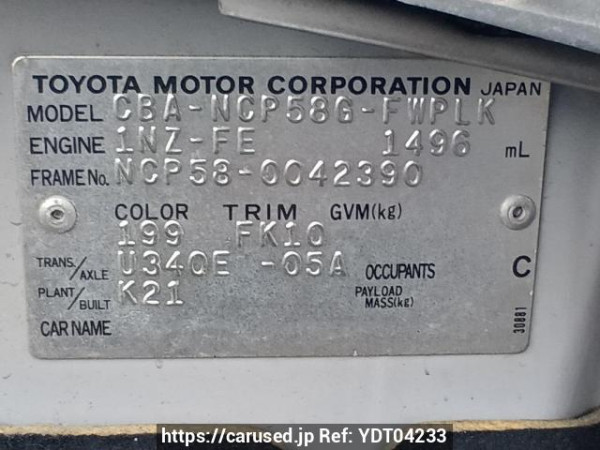 TOYOTA MOTOR CORPORATION JAPAN
MODEL CBA-NCP58G-FWPLK
ENGINE 1NZ-FE 1496 mL
FRAME No. NCP58-0042390
COLOR TRIM GVM(kg)
199 FK10
TRANS./AXLE U340E -05A OCCUPANTS C
PLANT/BUILT K21 PAYLOAD MASS(kg)
CAR NAME
30881
https://carused.jp Ref: YDT04233